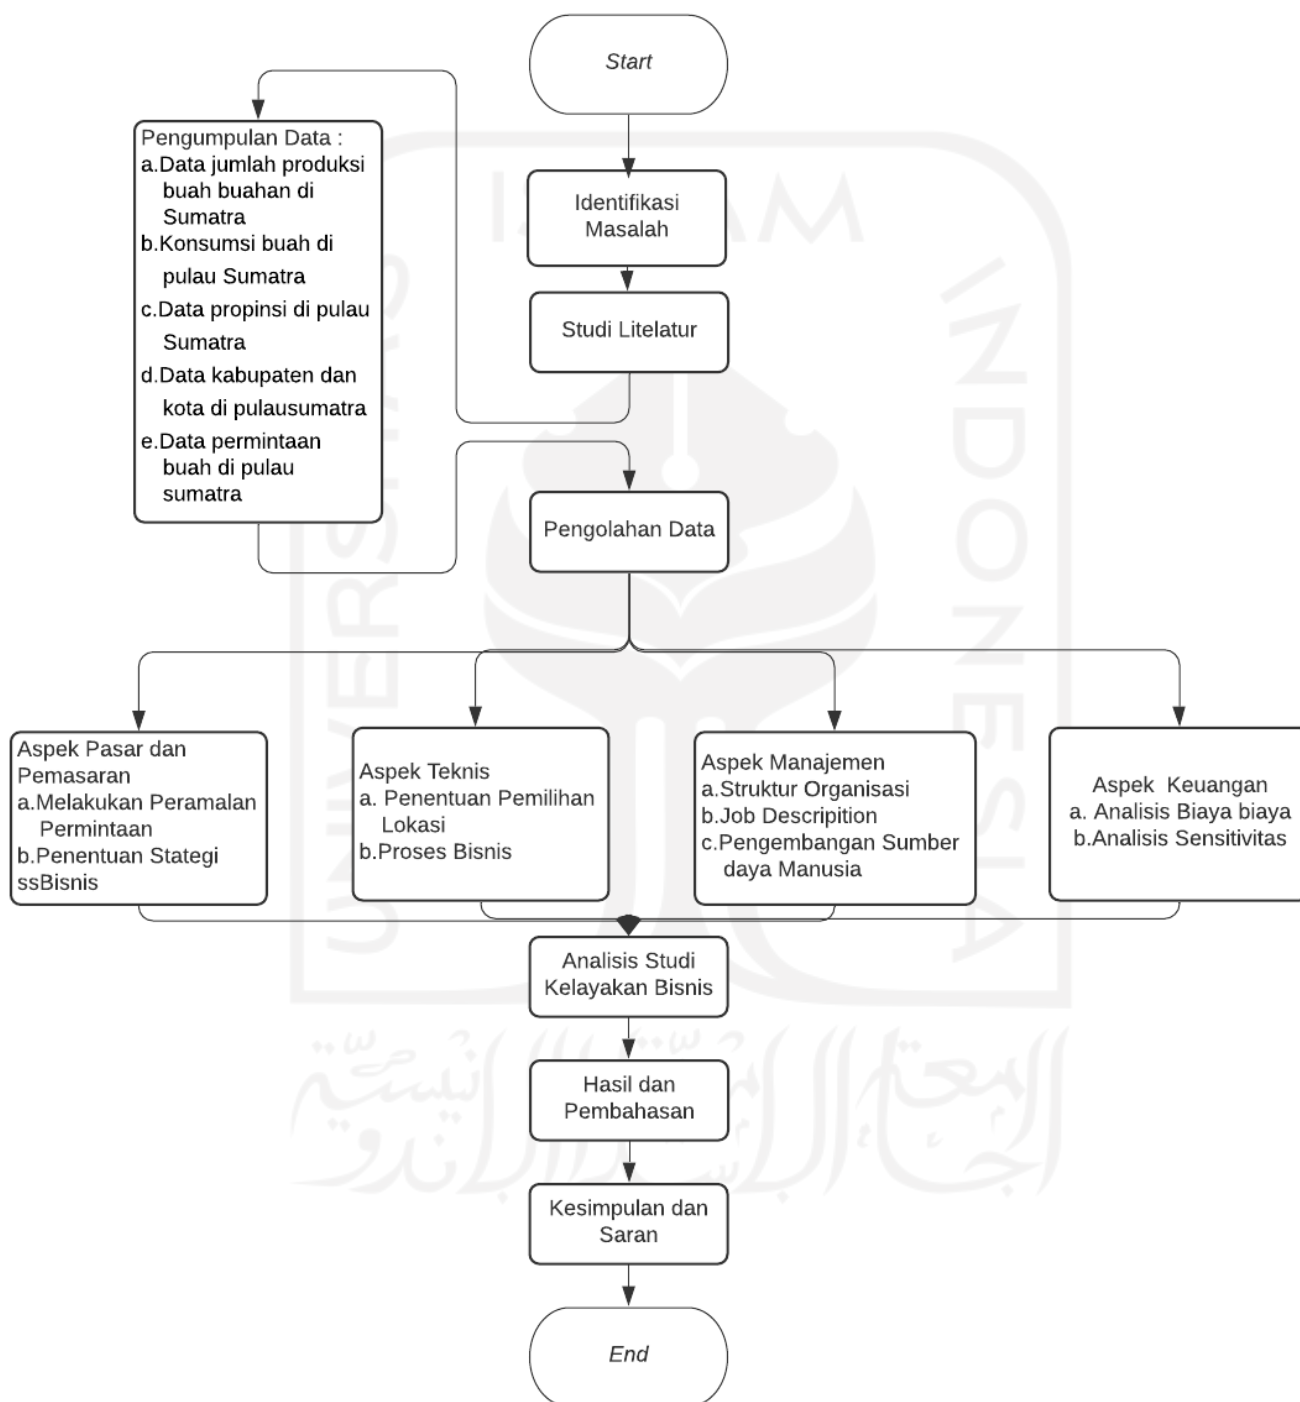 Start
Identifikasi
Masalah
Studi Litelatur
Pengumpulan Data :
a.Data jumlah produksi
buah buahan di
Sumatra
b.Konsumsi buah di
pulau Sumatra
c.Data propinsi di pulau
Sumatra
d.Data kabupaten dan
kota di pulausumatra
e.Data permintaan
buah di pulau
sumatra
Pengolahan Data
Aspek Pasar dan
Pemasaran
a.Melakukan Peramalan
Permintaan
b.Penentuan Stategi
ssBisnis
Aspek Teknis
a. Penentuan Pemilihan
Lokasi
b.Proses Bisnis
Aspek Manajemen
a.Struktur Organisasi
b.Job Descripition
c.Pengembangan Sumber
daya Manusia
Aspek  Keuangan
a. Analisis Biaya biaya
b.Analisis Sensitivitas
Analisis Studi
Kelayakan Bisnis
Hasil dan
Pembahasan
Kesimpulan dan
Saran
End
UNIVERSITAS
ISLAM
INDONESIA